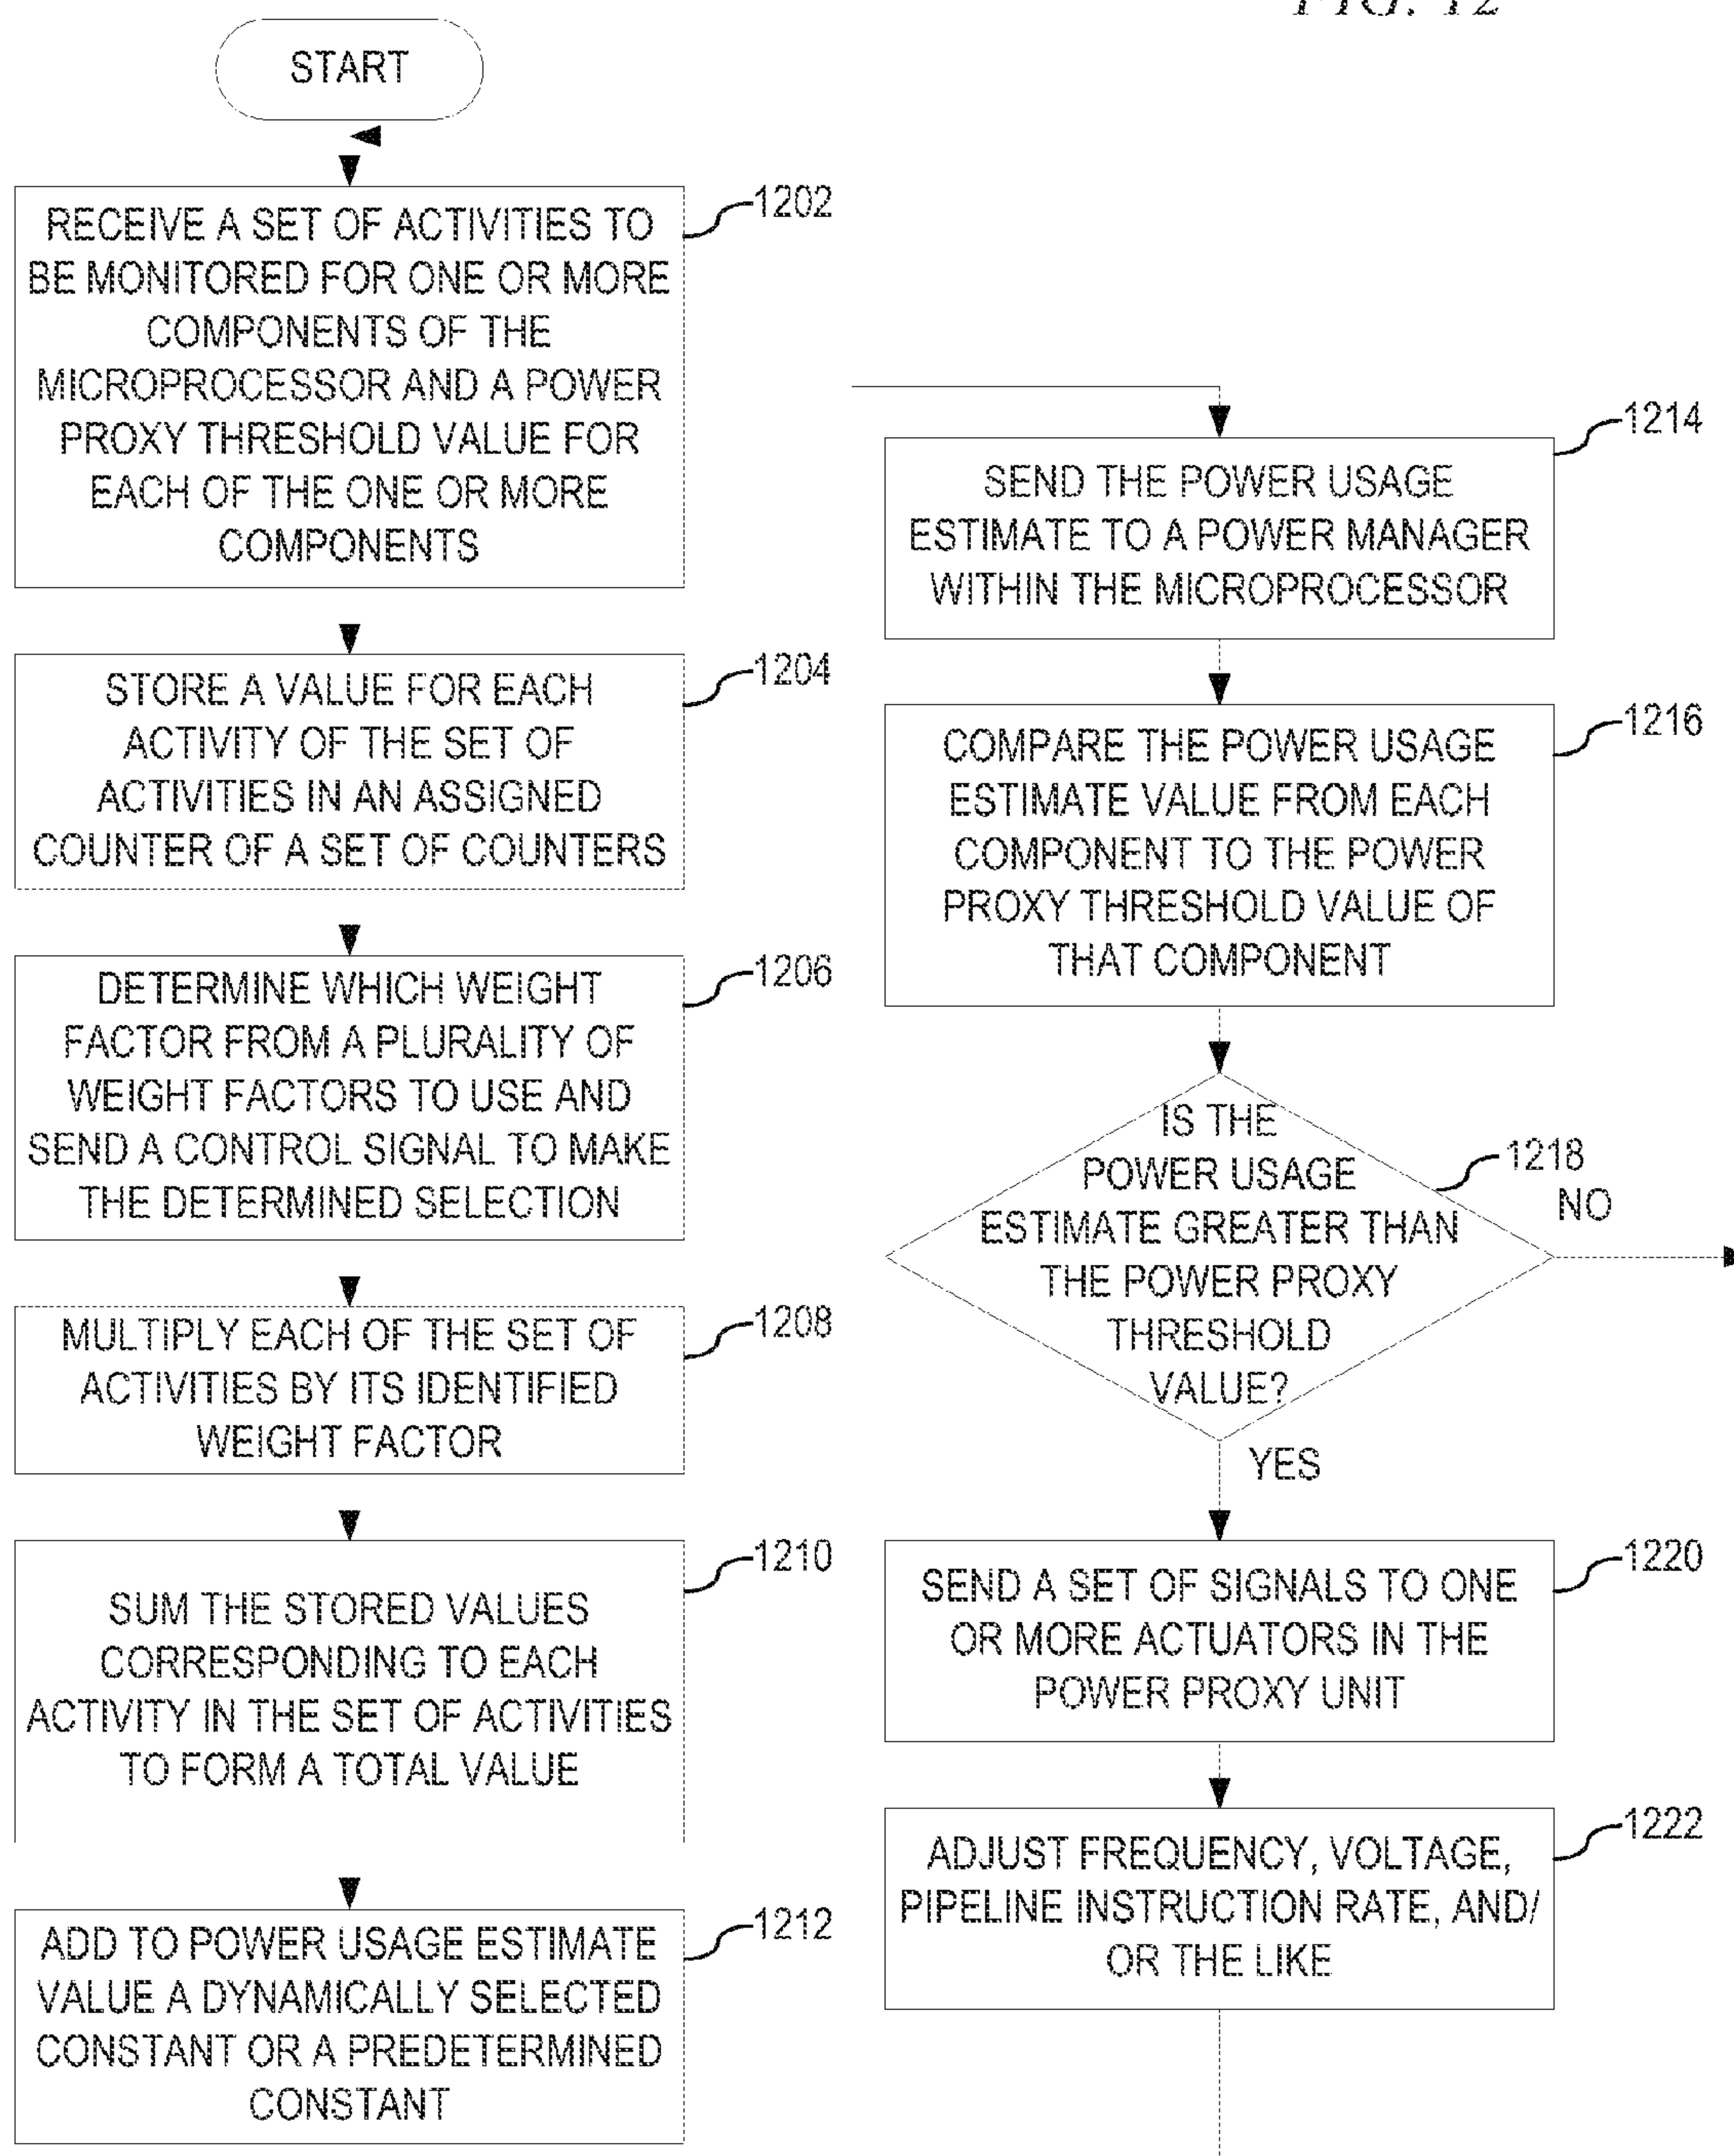 FIG. 12
START
1202
RECEIVE A SET OF ACTIVITIES TO
BE MONITORED FOR ONE OR MORE
COMPONENTS OF THE
MICROPROCESSOR AND A POWER
PROXY THRESHOLD VALUE FOR
EACH OF THE ONE OR MORE
COMPONENTS
1204
STORE A VALUE FOR EACH
ACTIVITY OF THE SET OF
ACTIVITIES IN AN ASSIGNED
COUNTER OF A SET OF COUNTERS
1206
DETERMINE WHICH WEIGHT
FACTOR FROM A PLURALITY OF
WEIGHT FACTORS TO USE AND
SEND A CONTROL SIGNAL TO MAKE
THE DETERMINED SELECTION
1208
MULTIPLY EACH OF THE SET OF
ACTIVITIES BY ITS IDENTIFIED
WEIGHT FACTOR
1210
SUM THE STORED VALUES
CORRESPONDING TO EACH
ACTIVITY IN THE SET OF ACTIVITIES
TO FORM A TOTAL VALUE
1212
ADD TO POWER USAGE ESTIMATE
VALUE A DYNAMICALLY SELECTED
CONSTANT OR A PREDETERMINED
CONSTANT
1214
SEND THE POWER USAGE
ESTIMATE TO A POWER MANAGER
WITHIN THE MICROPROCESSOR
1216
COMPARE THE POWER USAGE
ESTIMATE VALUE FROM EACH
COMPONENT TO THE POWER
PROXY THRESHOLD VALUE OF
THAT COMPONENT
1218
IS THE
POWER USAGE
ESTIMATE GREATER THAN
THE POWER PROXY
THRESHOLD
VALUE?
NO
YES
1220
SEND A SET OF SIGNALS TO ONE
OR MORE ACTUATORS IN THE
POWER PROXY UNIT
1222
ADJUST FREQUENCY, VOLTAGE,
PIPELINE INSTRUCTION RATE, AND/
OR THE LIKE